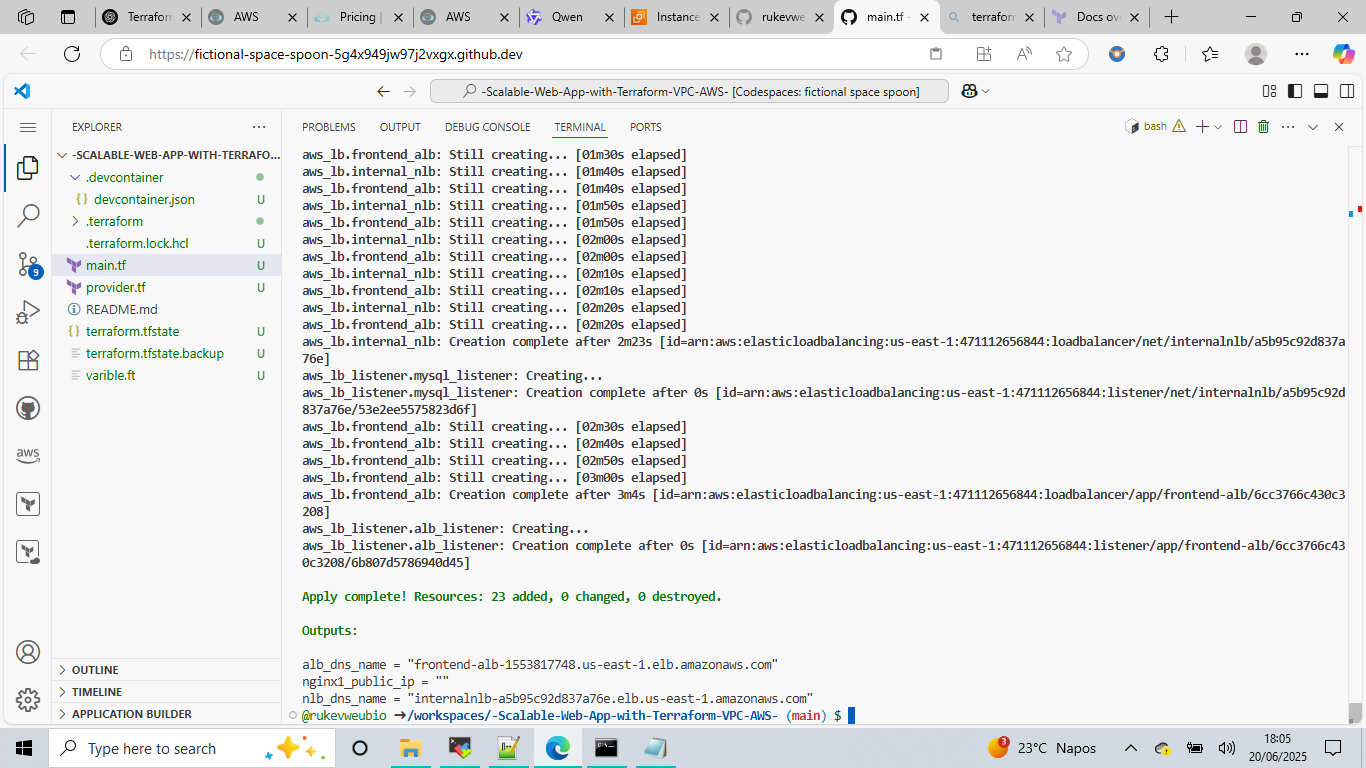 Terraform
AWS
Pricing |
AWS
Qwen
Instance
rukevwe
main.tf -
terraform
Docs ov
https://fictional-space-spoon-5g4x949jw97j2vxgx.github.dev
-Scalable-Web-App-with-Terraform-VPC-AWS- [Codespaces: fictional space spoon]
EXPLORER
PROBLEMS OUTPUT DEBUG CONSOLE TERMINAL PORTS
bash
-SCALABLE-WEB-APP-WITH-TERRAFO...
.devcontainer
devcontainer.json U
.terraform
.terraform.lock.hcl U
main.tf U
provider.tf U
README.md
terraform.tfstate U
terraform.tfstate.backup U
varible.ft U
9
aws
OUTLINE
TIMELINE
APPLICATION BUILDER
aws_lb.frontend_alb: Still creating... [01m30s elapsed]
aws_lb.internal_nlb: Still creating... [01m40s elapsed]
aws_lb.frontend_alb: Still creating... [01m40s elapsed]
aws_lb.internal_nlb: Still creating... [01m50s elapsed]
aws_lb.frontend_alb: Still creating... [01m50s elapsed]
aws_lb.internal_nlb: Still creating... [02m00s elapsed]
aws_lb.frontend_alb: Still creating... [02m00s elapsed]
aws_lb.internal_nlb: Still creating... [02m10s elapsed]
aws_lb.frontend_alb: Still creating... [02m10s elapsed]
aws_lb.internal_nlb: Still creating... [02m20s elapsed]
aws_lb.frontend_alb: Still creating... [02m20s elapsed]
aws_lb.internal_nlb: Creation complete after 2m23s [id=arn:aws:elasticloadbalancing:us-east-1:471112656844:loadbalancer/net/internalnlb/a5b95c92d837a
76e]
aws_lb_listener.mysql_listener: Creating...
aws_lb_listener.mysql_listener: Creation complete after 0s [id=arn:aws:elasticloadbalancing:us-east-1:471112656844:listener/net/internalnlb/a5b95c92d
837a76e/53e2ee5575823d6f]
aws_lb.frontend_alb: Still creating... [02m30s elapsed]
aws_lb.frontend_alb: Still creating... [02m40s elapsed]
aws_lb.frontend_alb: Still creating... [02m50s elapsed]
aws_lb.frontend_alb: Still creating... [03m00s elapsed]
aws_lb.frontend_alb: Creation complete after 3m4s [id=arn:aws:elasticloadbalancing:us-east-1:471112656844:loadbalancer/app/frontend-alb/6cc3766c430c3
208]
aws_lb_listener.alb_listener: Creating...
aws_lb_listener.alb_listener: Creation complete after 0s [id=arn:aws:elasticloadbalancing:us-east-1:471112656844:listener/app/frontend-alb/6cc3766c43
0c3208/6b807d5786940d45]
Apply complete! Resources: 23 added, 0 changed, 0 destroyed.
Outputs:
alb_dns_name = "frontend-alb-1553817748.us-east-1.elb.amazonaws.com"
nginx1_public_ip = ""
nlb_dns_name = "internalnlb-a5b95c92d837a76e.elb.us-east-1.amazonaws.com"
@rukevweubio ➜/workspaces/-Scalable-Web-App-with-Terraform-VPC-AWS- (main) $
Type here to search
3
23°C Napos
18:05
20/06/2025